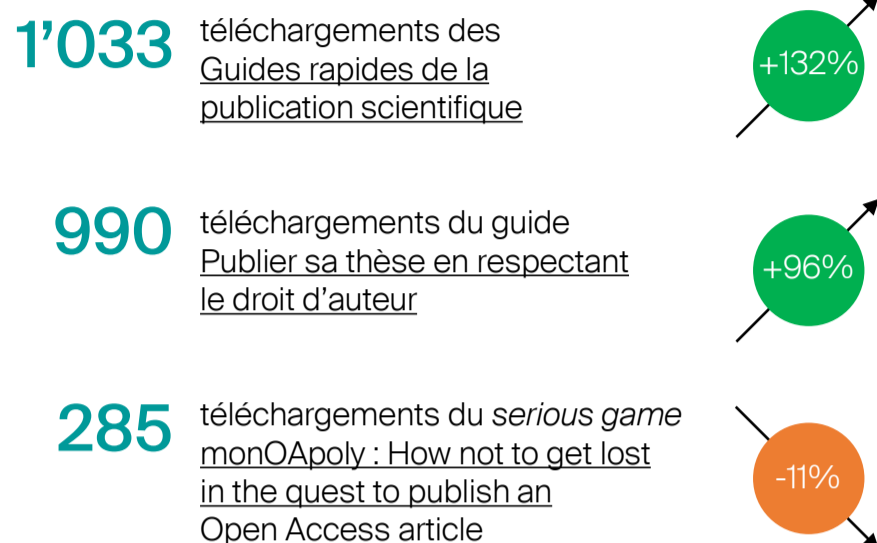 1'033 téléchargements des
Guides rapides de la
publication scientifique
+132%
990 téléchargements du guide
Publier sa thèse en respectant
le droit d'auteur
+96%
285 téléchargements du serious game
monOApoly : How not to get lost
in the quest to publish an
Open Access article
-11%